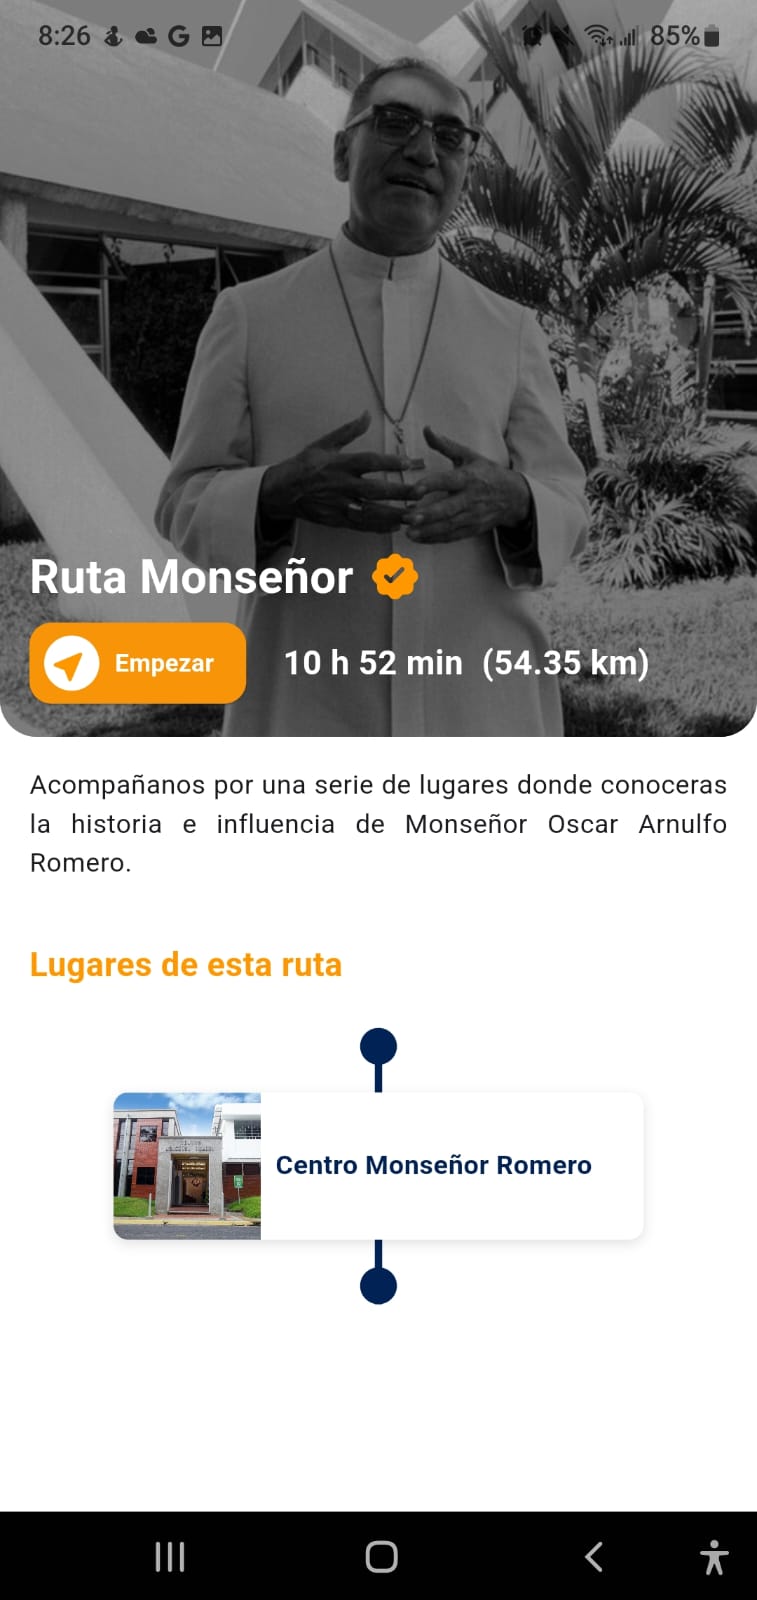 8:26
85%
Ruta Monseñor
Empezar
10 h 52 min (54.35 km)
Acompañanos por una serie de lugares donde conoceras
la historia e influencia de Monseñor Oscar Arnulfo
Romero.
Lugares de esta ruta
Centro Monseñor Romero